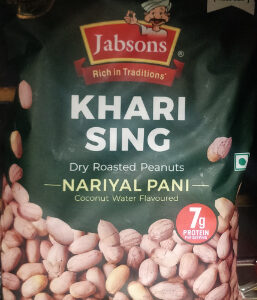 Jabsons
®
Rich in Traditions
KHARI
SING
Dry Roasted Peanuts
NARIYAL PANI
Coconut Water Flavoured
7g
PROTEIN